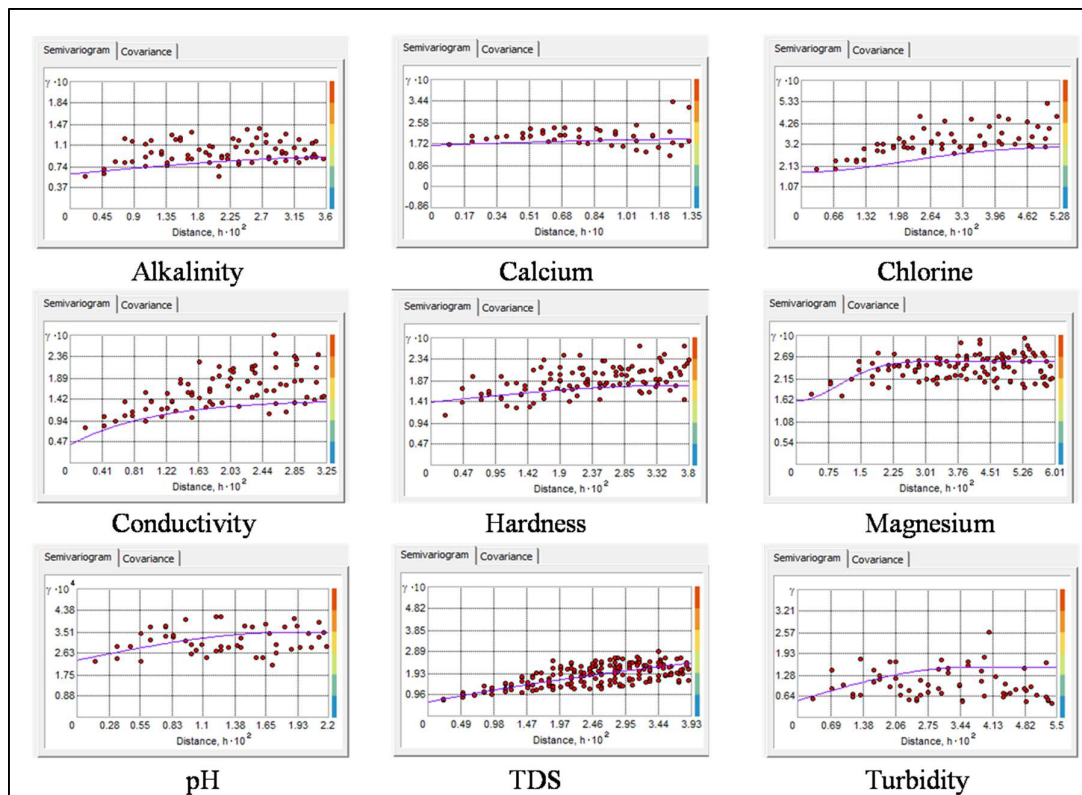 Semivariogram Covariance
γ · 10
1.84
1.47
1.1
0.74
0.37
0 0.45 0.9 1.35 1.8 2.25 2.7 3.15 3.6
Distance, h · 10²
Alkalinity
Semivariogram Covariance
γ · 10
3.44
2.58
1.72
0.86
0
-0.86
0 0.17 0.34 0.51 0.68 0.84 1.01 1.18 1.35
Distance, h · 10
Calcium
Semivariogram Covariance
γ · 10
5.33
4.26
3.2
2.13
1.07
0 0.66 1.32 1.98 2.64 3.3 3.96 4.62 5.28
Distance, h · 10²
Chlorine
Semivariogram Covariance
γ · 10
2.36
1.89
1.42
0.94
0.47
0 0.41 0.81 1.22 1.63 2.03 2.44 2.85 3.25
Distance, h · 10²
Conductivity
Semivariogram Covariance
γ · 10
2.34
1.87
1.4
0.94
0.47
0 0.47 0.95 1.42 1.9 2.37 2.85 3.32 3.8
Distance, h · 10²
Hardness
Semivariogram Covariance
γ · 10
2.69
2.15
1.62
1.08
0.54
0 0.75 1.5 2.25 3.01 3.76 4.51 5.26 6.01
Distance, h · 10²
Magnesium
Semivariogram Covariance
γ · 10⁴
4.38
3.51
2.63
1.75
0.88
0 0.28 0.55 0.83 1.1 1.38 1.65 1.93 2.2
Distance, h · 10²
pH
Semivariogram Covariance
γ · 10
4.82
3.85
2.89
1.93
0.96
0 0.49 0.98 1.47 1.97 2.46 2.95 3.44 3.93
Distance, h · 10²
TDS
Semivariogram Covariance
γ
3.21
2.57
1.93
1.28
0.64
0 0.69 1.38 2.06 2.75 3.44 4.13 4.82 5.5
Distance, h · 10²
Turbidity